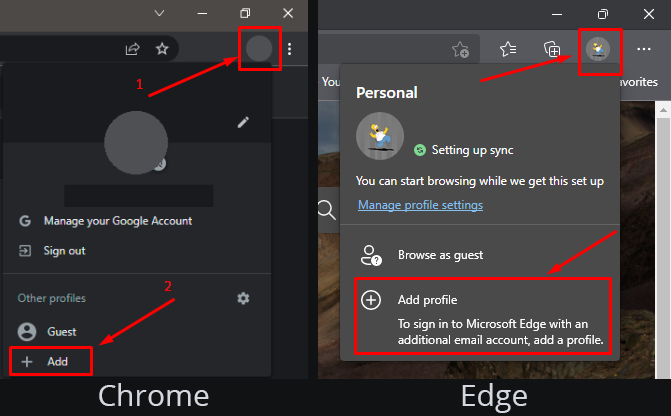 1
Manage your Google Account
Sign out
Other profiles
2
Guest
Add
Chrome
You
vorites
Personal
Setting up sync
You can start browsing while we get this set up
Manage profile settings
Browse as guest
Add profile
To sign in to Microsoft Edge with an
additional email account, add a profile.
Edge